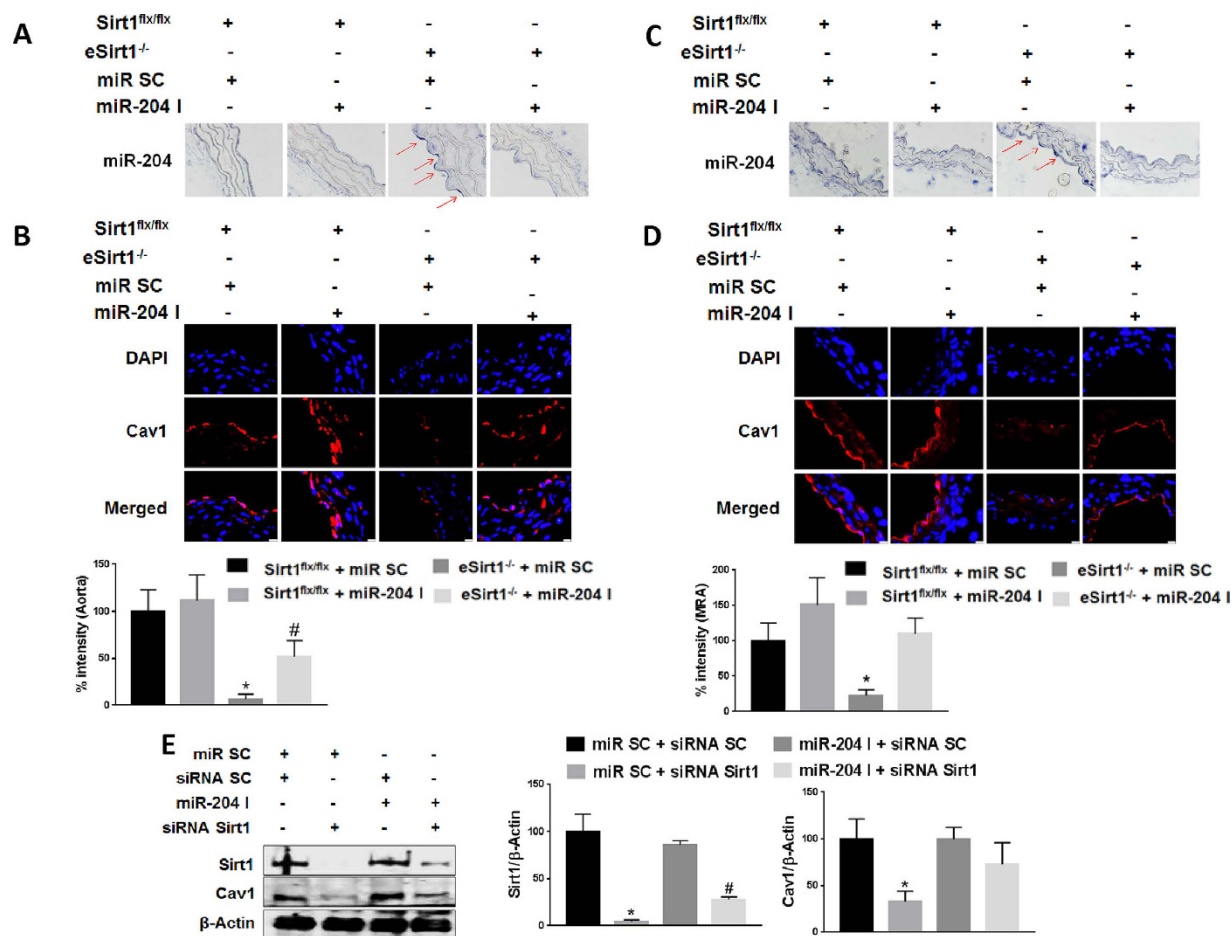 A
Sirt1flx/flx + + - -
eSirt1-/- - - + +
miR SC + - + -
miR-204 I - + - +
miR-204
B
Sirt1flx/flx + + - -
eSirt1-/- - - + +
miR SC + - + -
miR-204 I - + - +
DAPI
Cav1
Merged
% intensity (Aorta)
150
100
50
0
Sirt1flx/flx + miR SC
Sirt1flx/flx + miR-204 I
eSirt1-/- + miR SC
eSirt1-/- + miR-204 I
*
#
C
Sirt1flx/flx + + - -
eSirt1-/- - - + +
miR SC + - + -
miR-204 I - + - +
miR-204
D
Sirt1flx/flx + + - -
eSirt1-/- - - + +
miR SC + - + -
miR-204 I - + - +
DAPI
Cav1
Merged
% intensity (MRA)
200
150
100
50
0
Sirt1flx/flx + miR SC
Sirt1flx/flx + miR-204 I
eSirt1-/- + miR SC
eSirt1-/- + miR-204 I
*
E
miR SC + + - -
siRNA SC + - + -
miR-204 I - - + +
siRNA Sirt1 - + - +
Sirt1
Cav1
β-Actin
miR SC + siRNA SC
miR SC + siRNA Sirt1
miR-204 I + siRNA SC
miR-204 I + siRNA Sirt1
Sirt1/β-Actin
150
100
50
0
*
#
Cav1/β-Actin
150
100
50
0
*